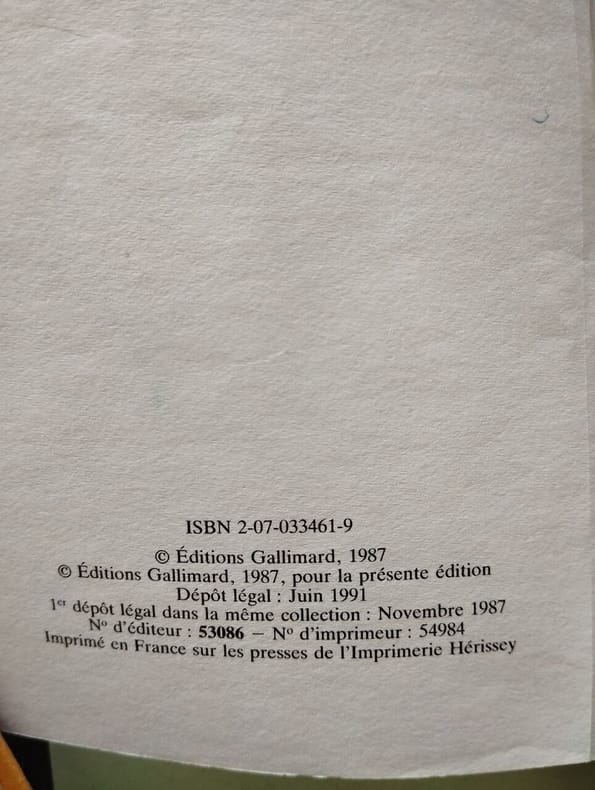 ISBN 2-07-033461-9
© Éditions Gallimard, 1987
© Éditions Gallimard, 1987, pour la présente édition
Dépôt légal : Juin 1991
1er dépôt légal dans la même collection : Novembre 1987
Nº d'éditeur : 53086 – Nº d'imprimeur : 54984
Imprimé en France sur les presses de l'Imprimerie Hérissey